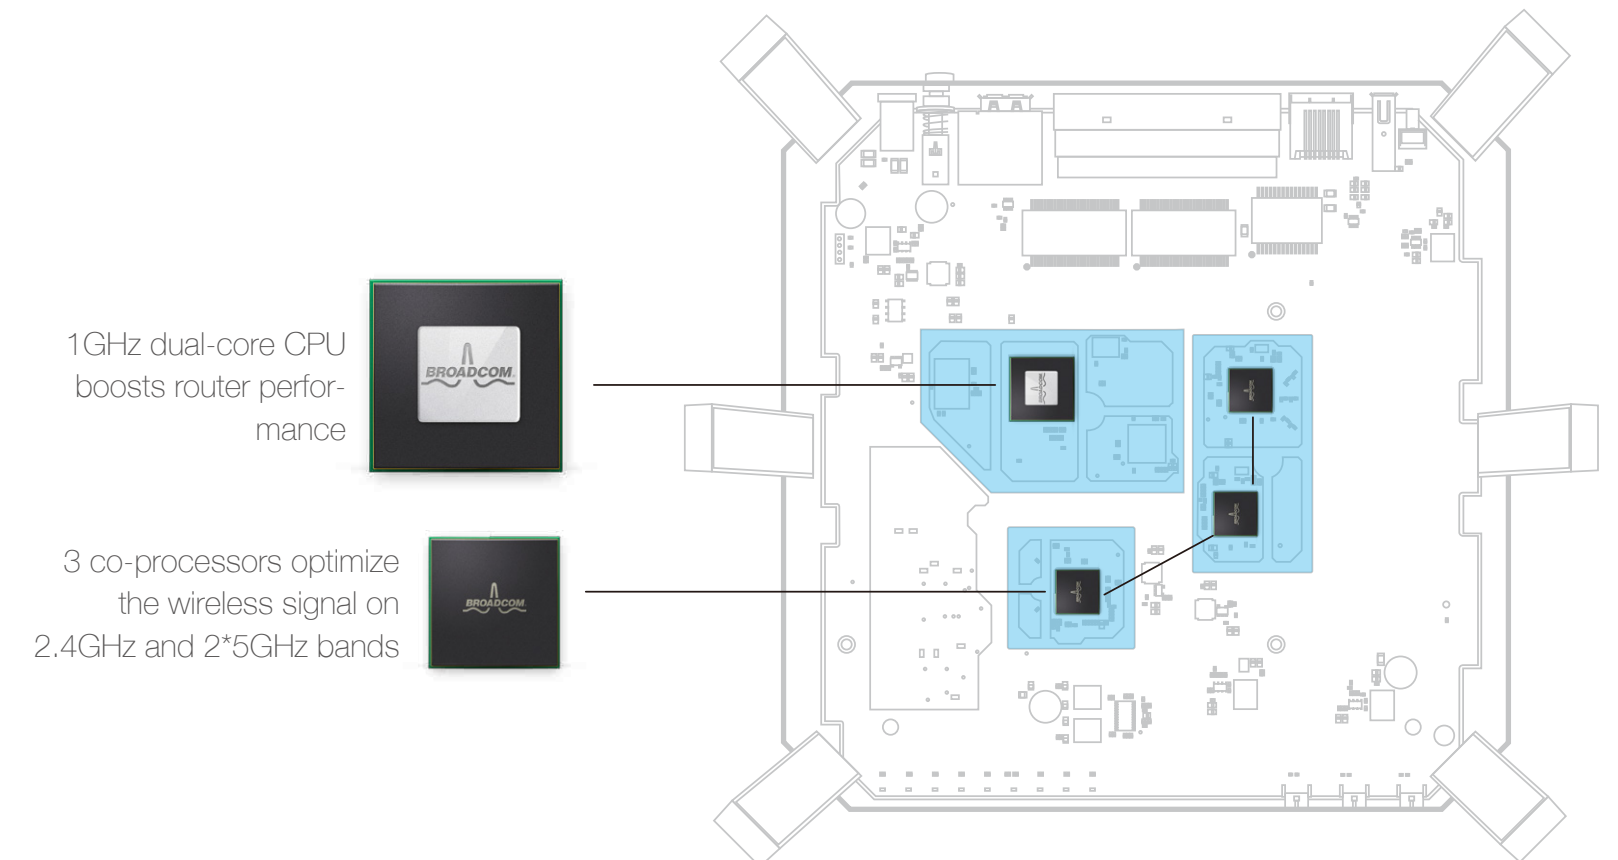 1GHz dual-core CPU
boosts router perfor-
mance
BROADCOM
3 co-processors optimize
the wireless signal on
2.4GHz and 2*5GHz bands
BROADCOM